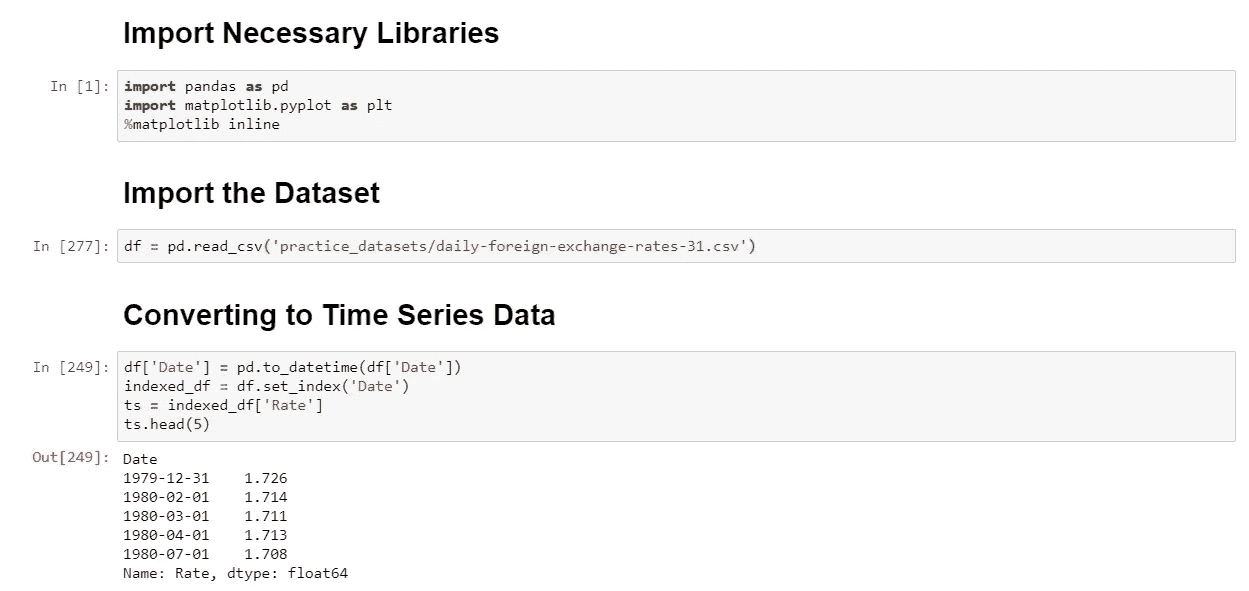 Import Necessary Libraries
In [1]: import pandas as pd
import matplotlib.pyplot as plt
%matplotlib inline
Import the Dataset
In [277]: df = pd.read_csv('practice_datasets/daily-foreign-exchange-rates-31.csv')
Converting to Time Series Data
In [249]: df['Date'] = pd.to_datetime(df['Date'])
indexed_df = df.set_index('Date')
ts = indexed_df['Rate']
ts.head(5)
Out[249]: Date
1979-12-31    1.726
1980-02-01    1.714
1980-03-01    1.711
1980-04-01    1.713
1980-07-01    1.708
Name: Rate, dtype: float64